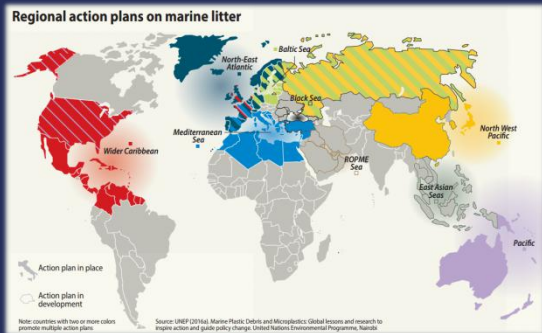 Regional action plans on marine litter
Baltic Sea
North-East
Atlantic
Black Sea
Mediterranean
Sea
North West
Pacific
Wider Caribbean
ROPME
Sea
East Asian
Seas
Pacific
Action plan in place
Action plan in
development
Note: countries with two or more colors
promote multiple action plans
Source: UNEP (2016a). Marine Plastic Debris and Microplastics: Global lessons and research to
inspire action and guide policy change. United Nations Environmental Programme, Nairobi